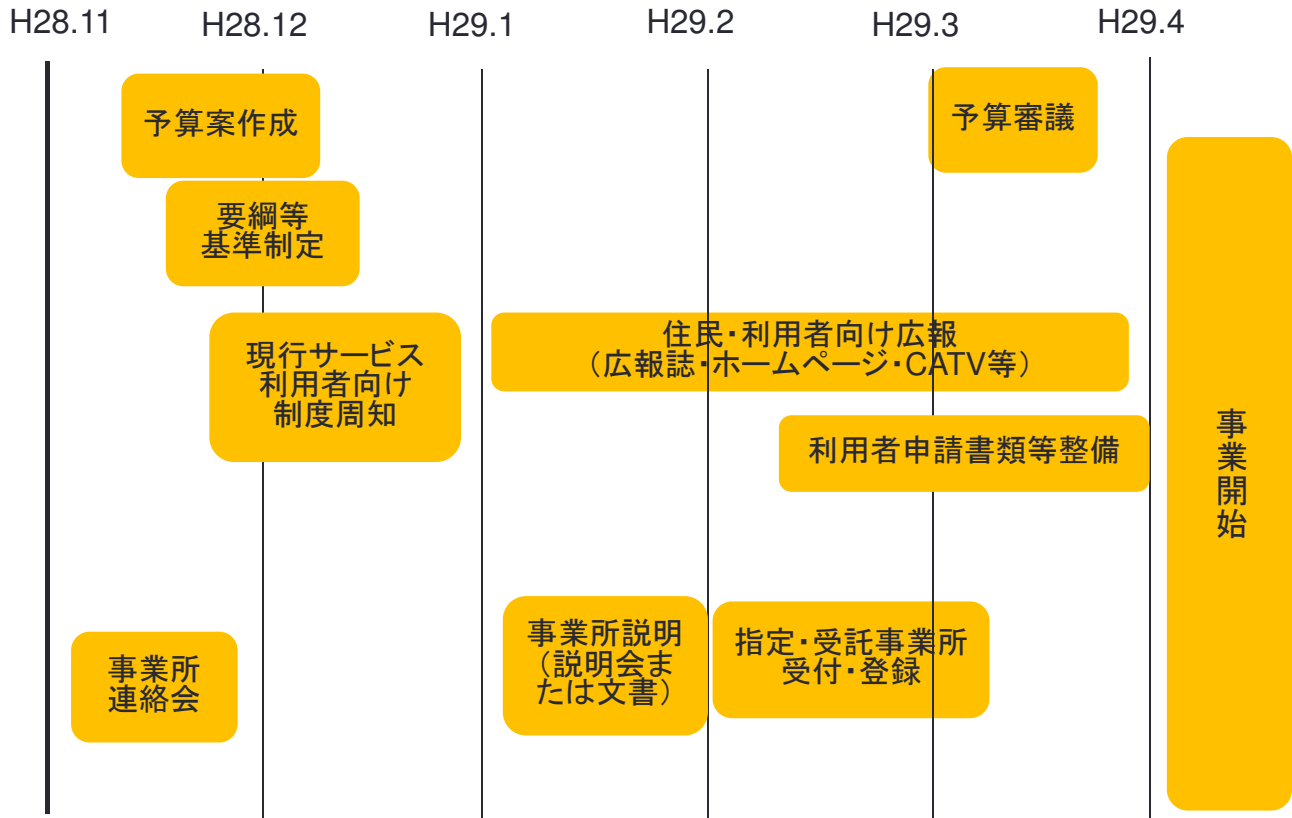 H28.11
H28.12
H29.1
H29.2
H29.3
H29.4
予算案作成
予算審議
要綱等
基準制定
現行サービス
利用者向け
制度周知
住民・利用者向け広報
（広報誌・ホームページ・CATV等）
利用者申請書類等整備
事業開始
事業所
連絡会
事業所説明
（説明会ま
たは文書）
指定・受託事業所
受付・登録